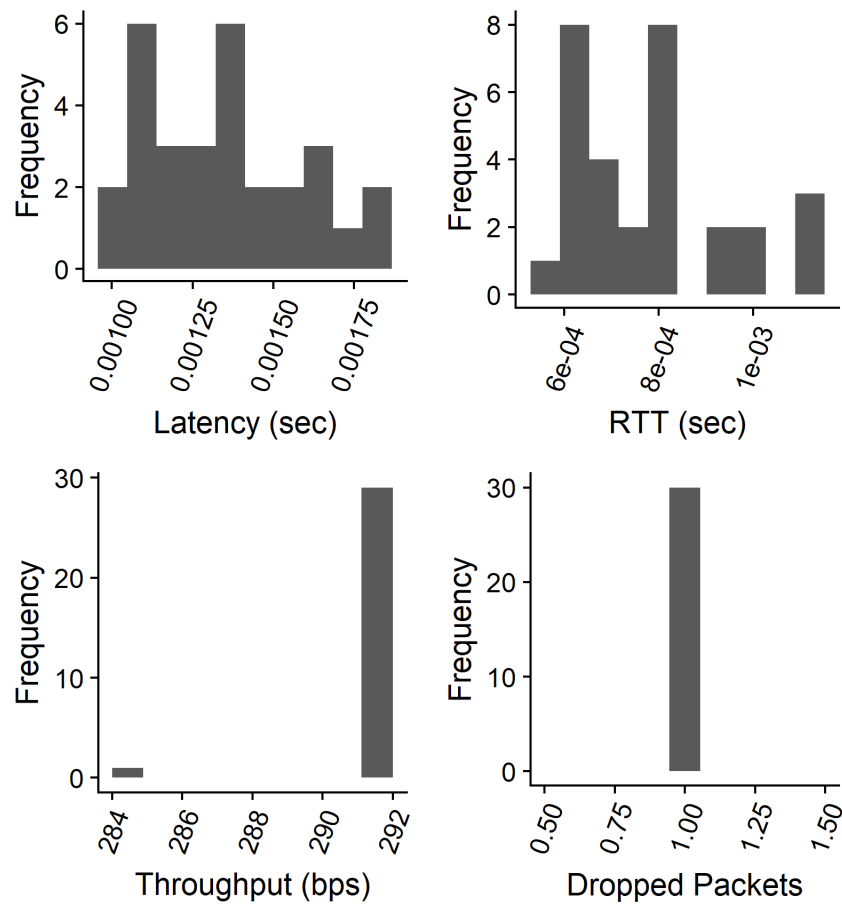 Frequency
6
4
2
0
0.00100
0.00125
0.00150
0.00175
Latency (sec)
Frequency
8
6
4
2
0
6e-04
8e-04
1e-03
RTT (sec)
Frequency
30
20
10
0
284
286
288
290
292
Throughput (bps)
Frequency
30
20
10
0
0.50
0.75
1.00
1.25
1.50
Dropped Packets